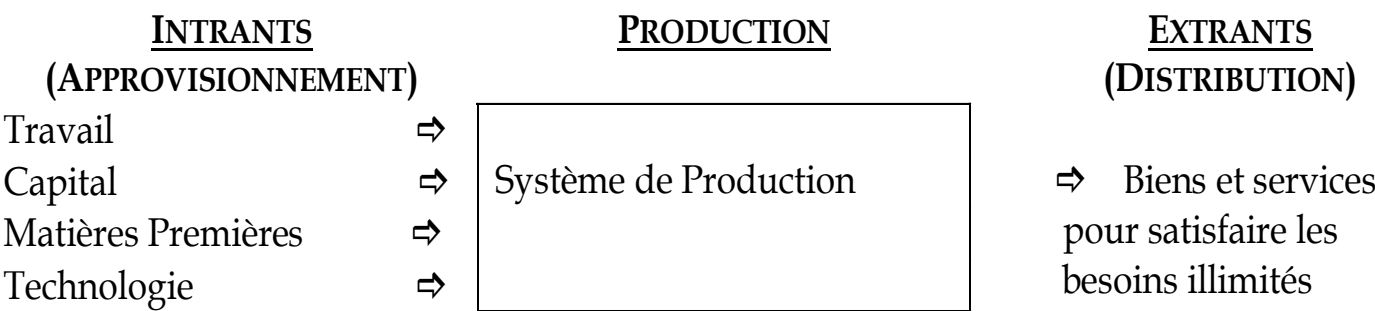 INTRANTS PRODUCTION EXTRANTS
(APPROVISIONNEMENT) (DISTRIBUTION)
Travail ⇨
Capital ⇨ Système de Production ⇨ Biens et services
Matières Premières ⇨ pour satisfaire les
Technologie ⇨ besoins illimités